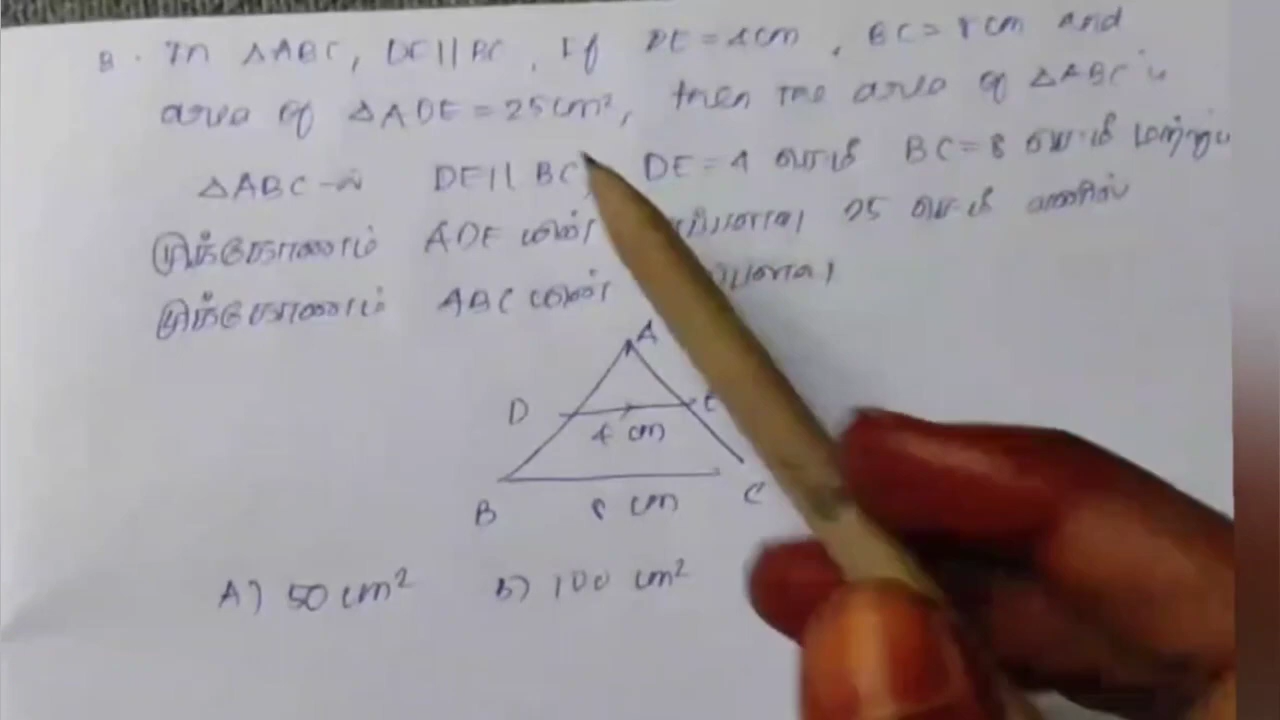 8. In △ABC, DE||BC, If DE=4cm, BC=8cm and
area of △ADE=25cm², then the area of △ABC is
△ABC-ல் DE||BC, DE=4 செ.மீ BC=8 செ.மீ மற்றும்
முக்கோணம் ADE யின் 25 செ.மீ எனில்
முக்கோணம் ABC யின்
A
D E
4 cm
B 8 cm C
A) 50 cm² B) 100 cm²